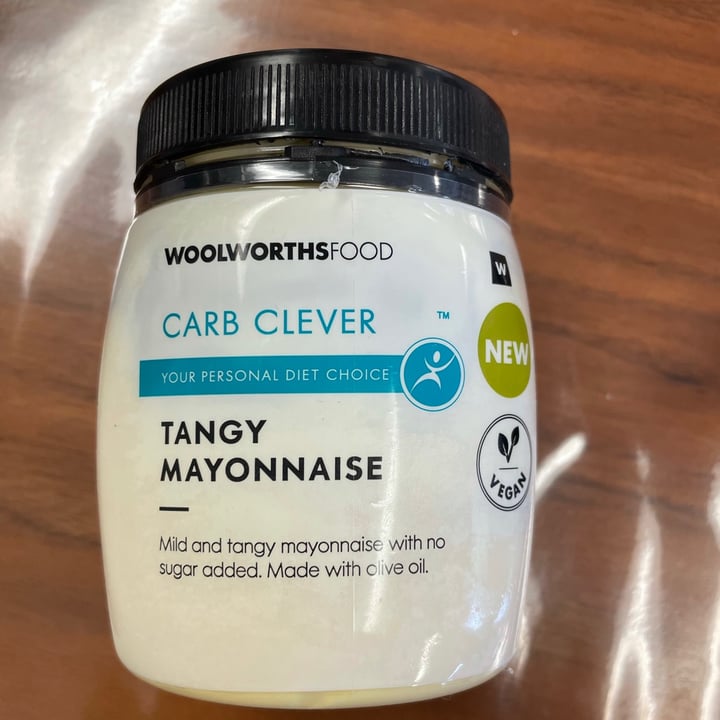 WOOLWORTHSFOOD
W
CARB CLEVER ™
NEW
YOUR PERSONAL DIET CHOICE
TANGY
MAYONNAISE
VEGAN
Mild and tangy mayonnaise with no
sugar added. Made with olive oil.